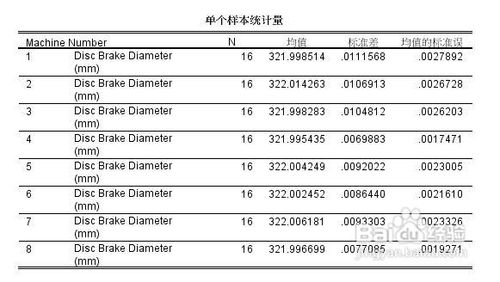 单个样本统计量
Machine Number N 均值 标准差 均值的标准误
1 Disc Brake Diameter (mm) 16 321.998514 .0111568 .0027892
2 Disc Brake Diameter (mm) 16 322.014263 .0106913 .0026728
3 Disc Brake Diameter (mm) 16 321.998283 .0104812 .0026203
4 Disc Brake Diameter (mm) 16 321.995435 .0069883 .0017471
5 Disc Brake Diameter (mm) 16 322.004249 .0092022 .0023005
6 Disc Brake Diameter (mm) 16 322.002452 .0086440 .0021610
7 Disc Brake Diameter (mm) 16 322.006181 .0093303 .0023326
8 Disc Brake Diameter (mm) 16 321.996699 .0077085 .0019271
Baidu 经验
jingyan.baidu.com